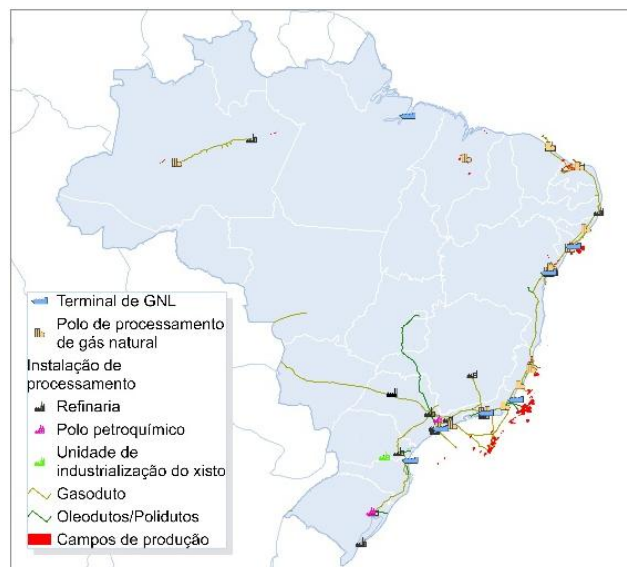 Terminal de GNL
Polo de processamento
de gás natural
Instalação de
processamento
Refinaria
Polo petroquímico
Unidade de
industrialização do xisto
Gasoduto
Oleodutos/Polidutos
Campos de produção